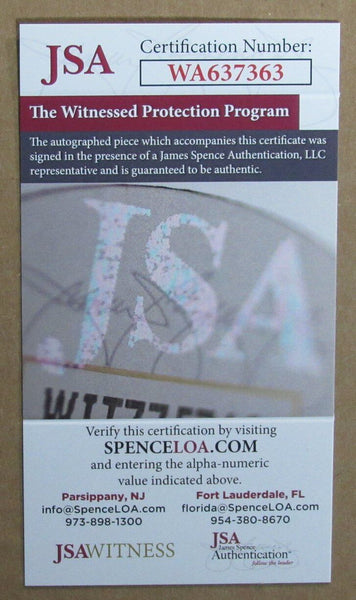 JSA
Certification Number:
WA637363
The Witnessed Protection Program
The autographed piece which accompanies this certificate was
signed in the presence of a James Spence Authentication, LLC
representative and is guaranteed to be authentic.
JSA
Verify this certification by visiting
SPENCELOA.COM
and entering the alpha-numeric
value indicated above.
Parsippany, NJ
info@SpenceLOA.com
973-898-1300
Fort Lauderdale, FL
florida@SpenceLOA.com
954-380-8670
JSAWITNESS
JSA
James Spence
Authentication
follow the leader